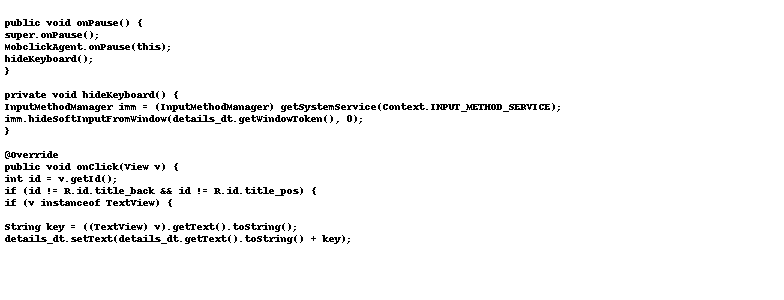 public void onPause() {
super.onPause();
MobclickAgent.onPause(this);
hideKeyboard();
}
private void hideKeyboard() {
InputMethodManager imm = (InputMethodManager) getSystemService(Context.INPUT_METHOD_SERVICE);
imm.hideSoftInputFromWindow(details_dt.getWindowToken(), 0);
}
@Override
public void onClick(View v) {
int id = v.getId();
if (id != R.id.title_back && id != R.id.title_pos) {
if (v instanceof TextView) {
String key = ((TextView) v).getText().toString();
details_dt.setText(details_dt.getText().toString() + key);